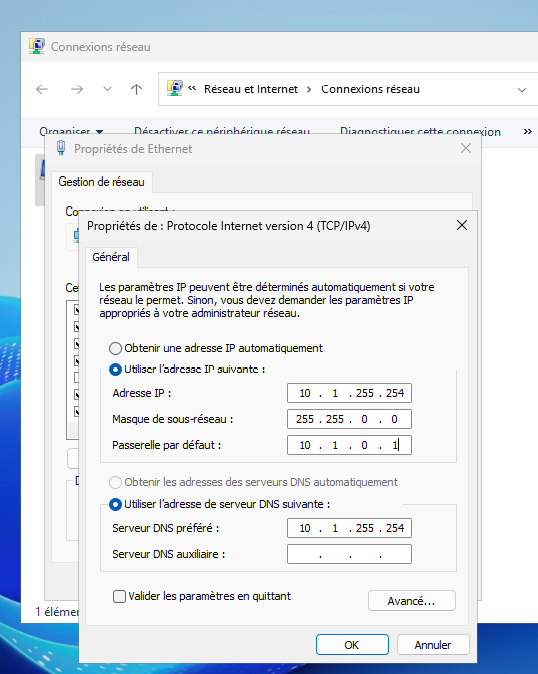 Connexions réseau
« Réseau et Internet > Connexions réseau
Organiser Désactiver ce périphérique réseau Diagnostiquer cette connexion »
Propriétés de Ethernet
Gestion de réseau
Connexion en utilisant :
Propriétés de : Protocole Internet version 4 (TCP/IPv4)
Général
Les paramètres IP peuvent être déterminés automatiquement si votre
réseau le permet. Sinon, vous devez demander les paramètres IP
appropriés à votre administrateur réseau.
Obtenir une adresse IP automatiquement
Utiliser l'adresse IP suivante :
Adresse IP : 10 . 1 . 255 . 254
Masque de sous-réseau : 255 . 255 . 0 . 0
Passerelle par défaut : 10 . 1 . 0 . 1
Obtenir les adresses des serveurs DNS automatiquement
Utiliser l'adresse de serveur DNS suivante :
Serveur DNS préféré : 10 . 1 . 255 . 254
Serveur DNS auxiliaire : . . .
Valider les paramètres en quittant
Avancé...
1 élément
OK Annuler